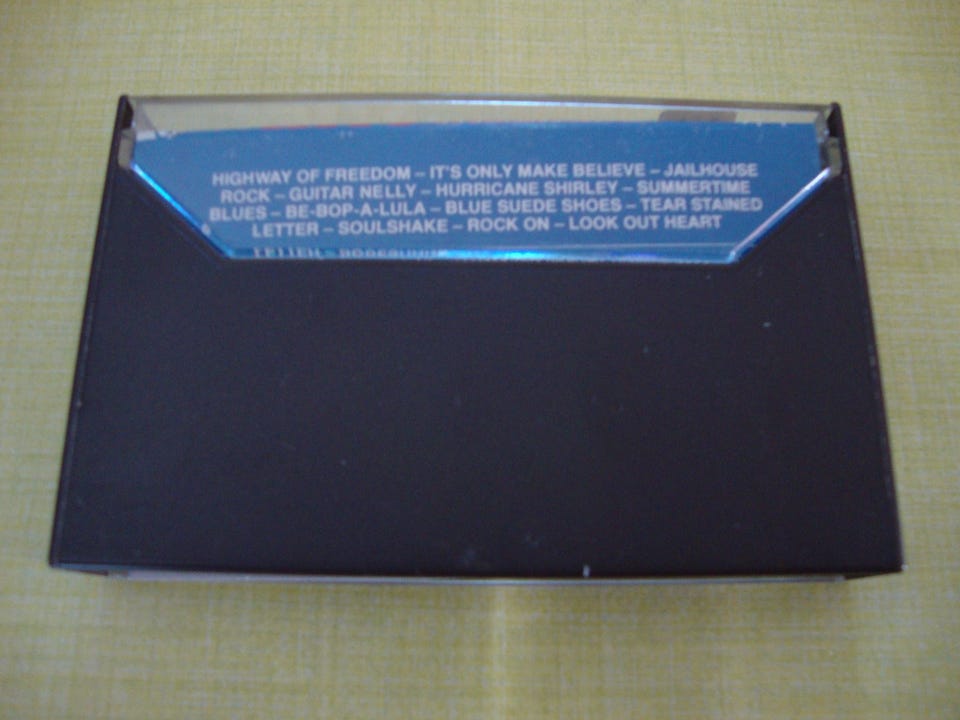 HIGHWAY OF FREEDOM – IT'S ONLY MAKE BELIEVE – JAILHOUSE
ROCK – GUITAR NELLY – HURRICANE SHIRLEY – SUMMERTIME
BLUES – BE-BOP-A-LULA – BLUE SUEDE SHOES – TEAR STAINED
LETTER – SOULSHAKE – ROCK ON – LOOK OUT HEART